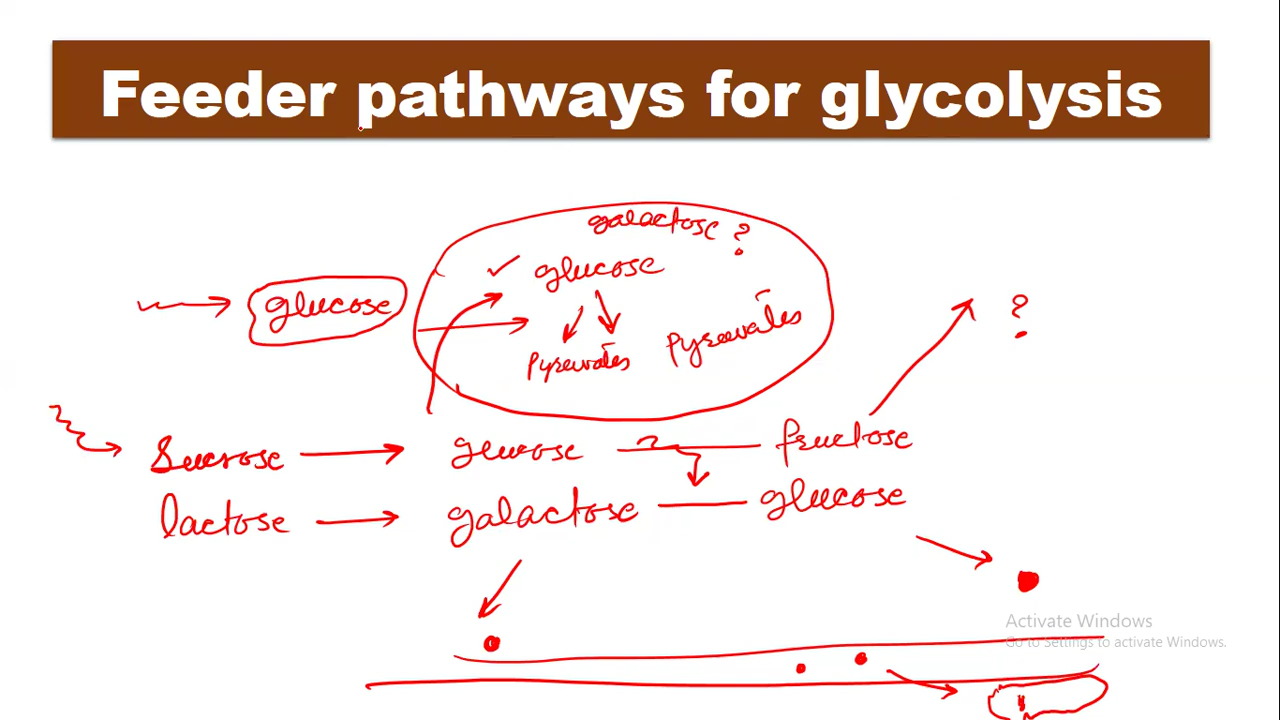 Feeder pathways for glycolysis
galactose ?
✓ glucose
glucose
?
Pyruvates Pyruvates
Sucrose → glucose — fructose
lactose → galactose — glucose
Activate Windows
Go to Settings to activate Windows.